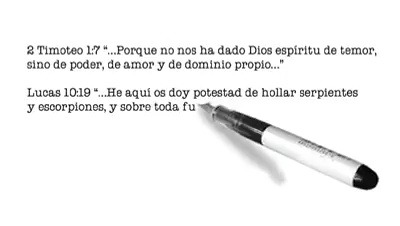 2 Timoteo 1:7 “...Porque no nos ha dado Dios espíritu de temor,
sino de poder, de amor y de dominio propio...”
Lucas 10:19 “...He aquí os doy potestad de hollar serpientes
y escorpiones, y sobre toda fu